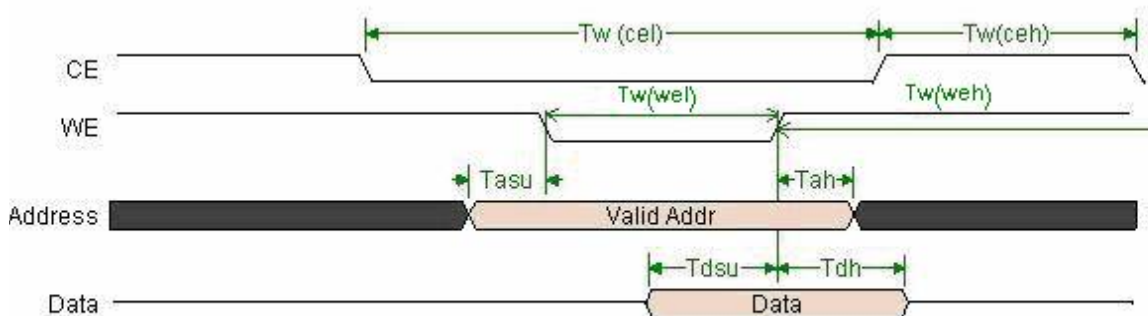 Tw (cel) Tw(ceh)
CE
Tw(wel) Tw(weh)
WE
Tasu Tah
Address Valid Addr
Tdsu Tdh
Data Data